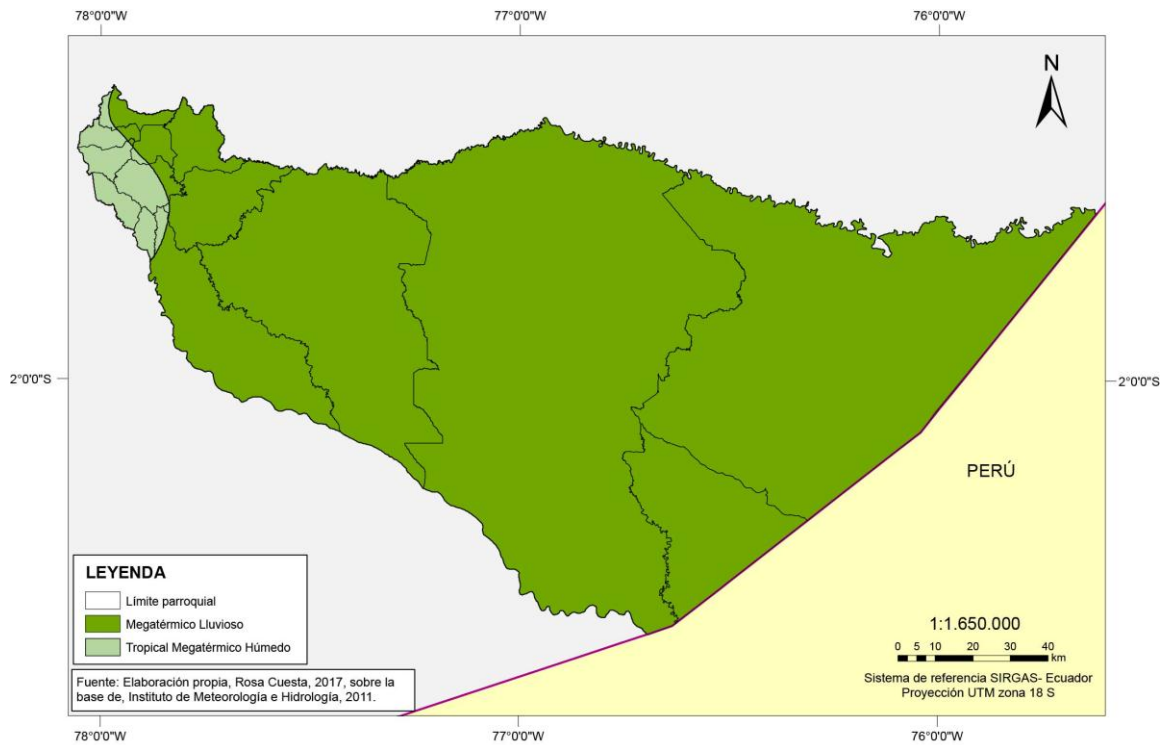 78°0'0"W
77°0'0"W
76°0'0"W
N
2°0'0"S
2°0'0"S
PERÚ
LEYENDA
Límite parroquial
Megatérmico Lluvioso
Tropical Megatérmico Húmedo
Fuente: Elaboración propia, Rosa Cuesta, 2017, sobre la
base de, Instituto de Meteorología e Hidrología, 2011.
1:1.650.000
0 5 10 20 30 40
km
Sistema de referencia SIRGAS- Ecuador
Proyección UTM zona 18 S
78°0'0"W
77°0'0"W
76°0'0"W